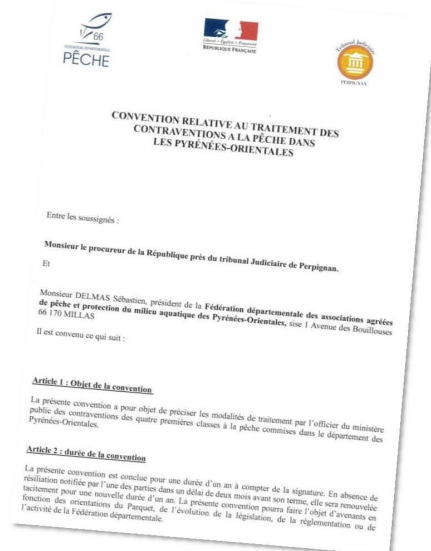 66
FÉDÉRATION DÉPARTEMENTALE
PÊCHE
Liberté • Égalité • Fraternité
RÉPUBLIQUE FRANÇAISE
Tribunal Judiciaire
PERPIGNAN
CONVENTION RELATIVE AU TRAITEMENT DES
CONTRAVENTIONS A LA PÊCHE DANS
LES PYRÉNÉES-ORIENTALES
Entre les soussignés :
Monsieur le procureur de la République prés du tribunal Judiciaire de Perpignan.
Et
Monsieur DELMAS Sébastien, président de la Fédération départementale des associations agréées
de pêche et protection du milieu aquatique des Pyrénées-Orientales, sise 1 Avenue des Bouillouses
66 170 MILLAS
Il est convenu ce qui suit :
Article 1 : Objet de la convention
La présente convention a pour objet de préciser les modalités de traitement par l'officier du ministère
public des contraventions des quatre premières classes à la pêche commises dans le département des
Pyrénées-Orientales.
Article 2 : durée de la convention
La présente convention est conclue pour une durée d'un an à compter de la signature. En absence de
résiliation notifiée par l'une des parties dans un délai de deux mois avant son terme, elle sera renouvelée
tacitement pour une nouvelle durée d'un an. La présente convention pourra faire l'objet d'avenants en
fonction des orientations du Parquet, de l'évolution de la législation, de la réglementation ou de
l'activité de la Fédération départementale.